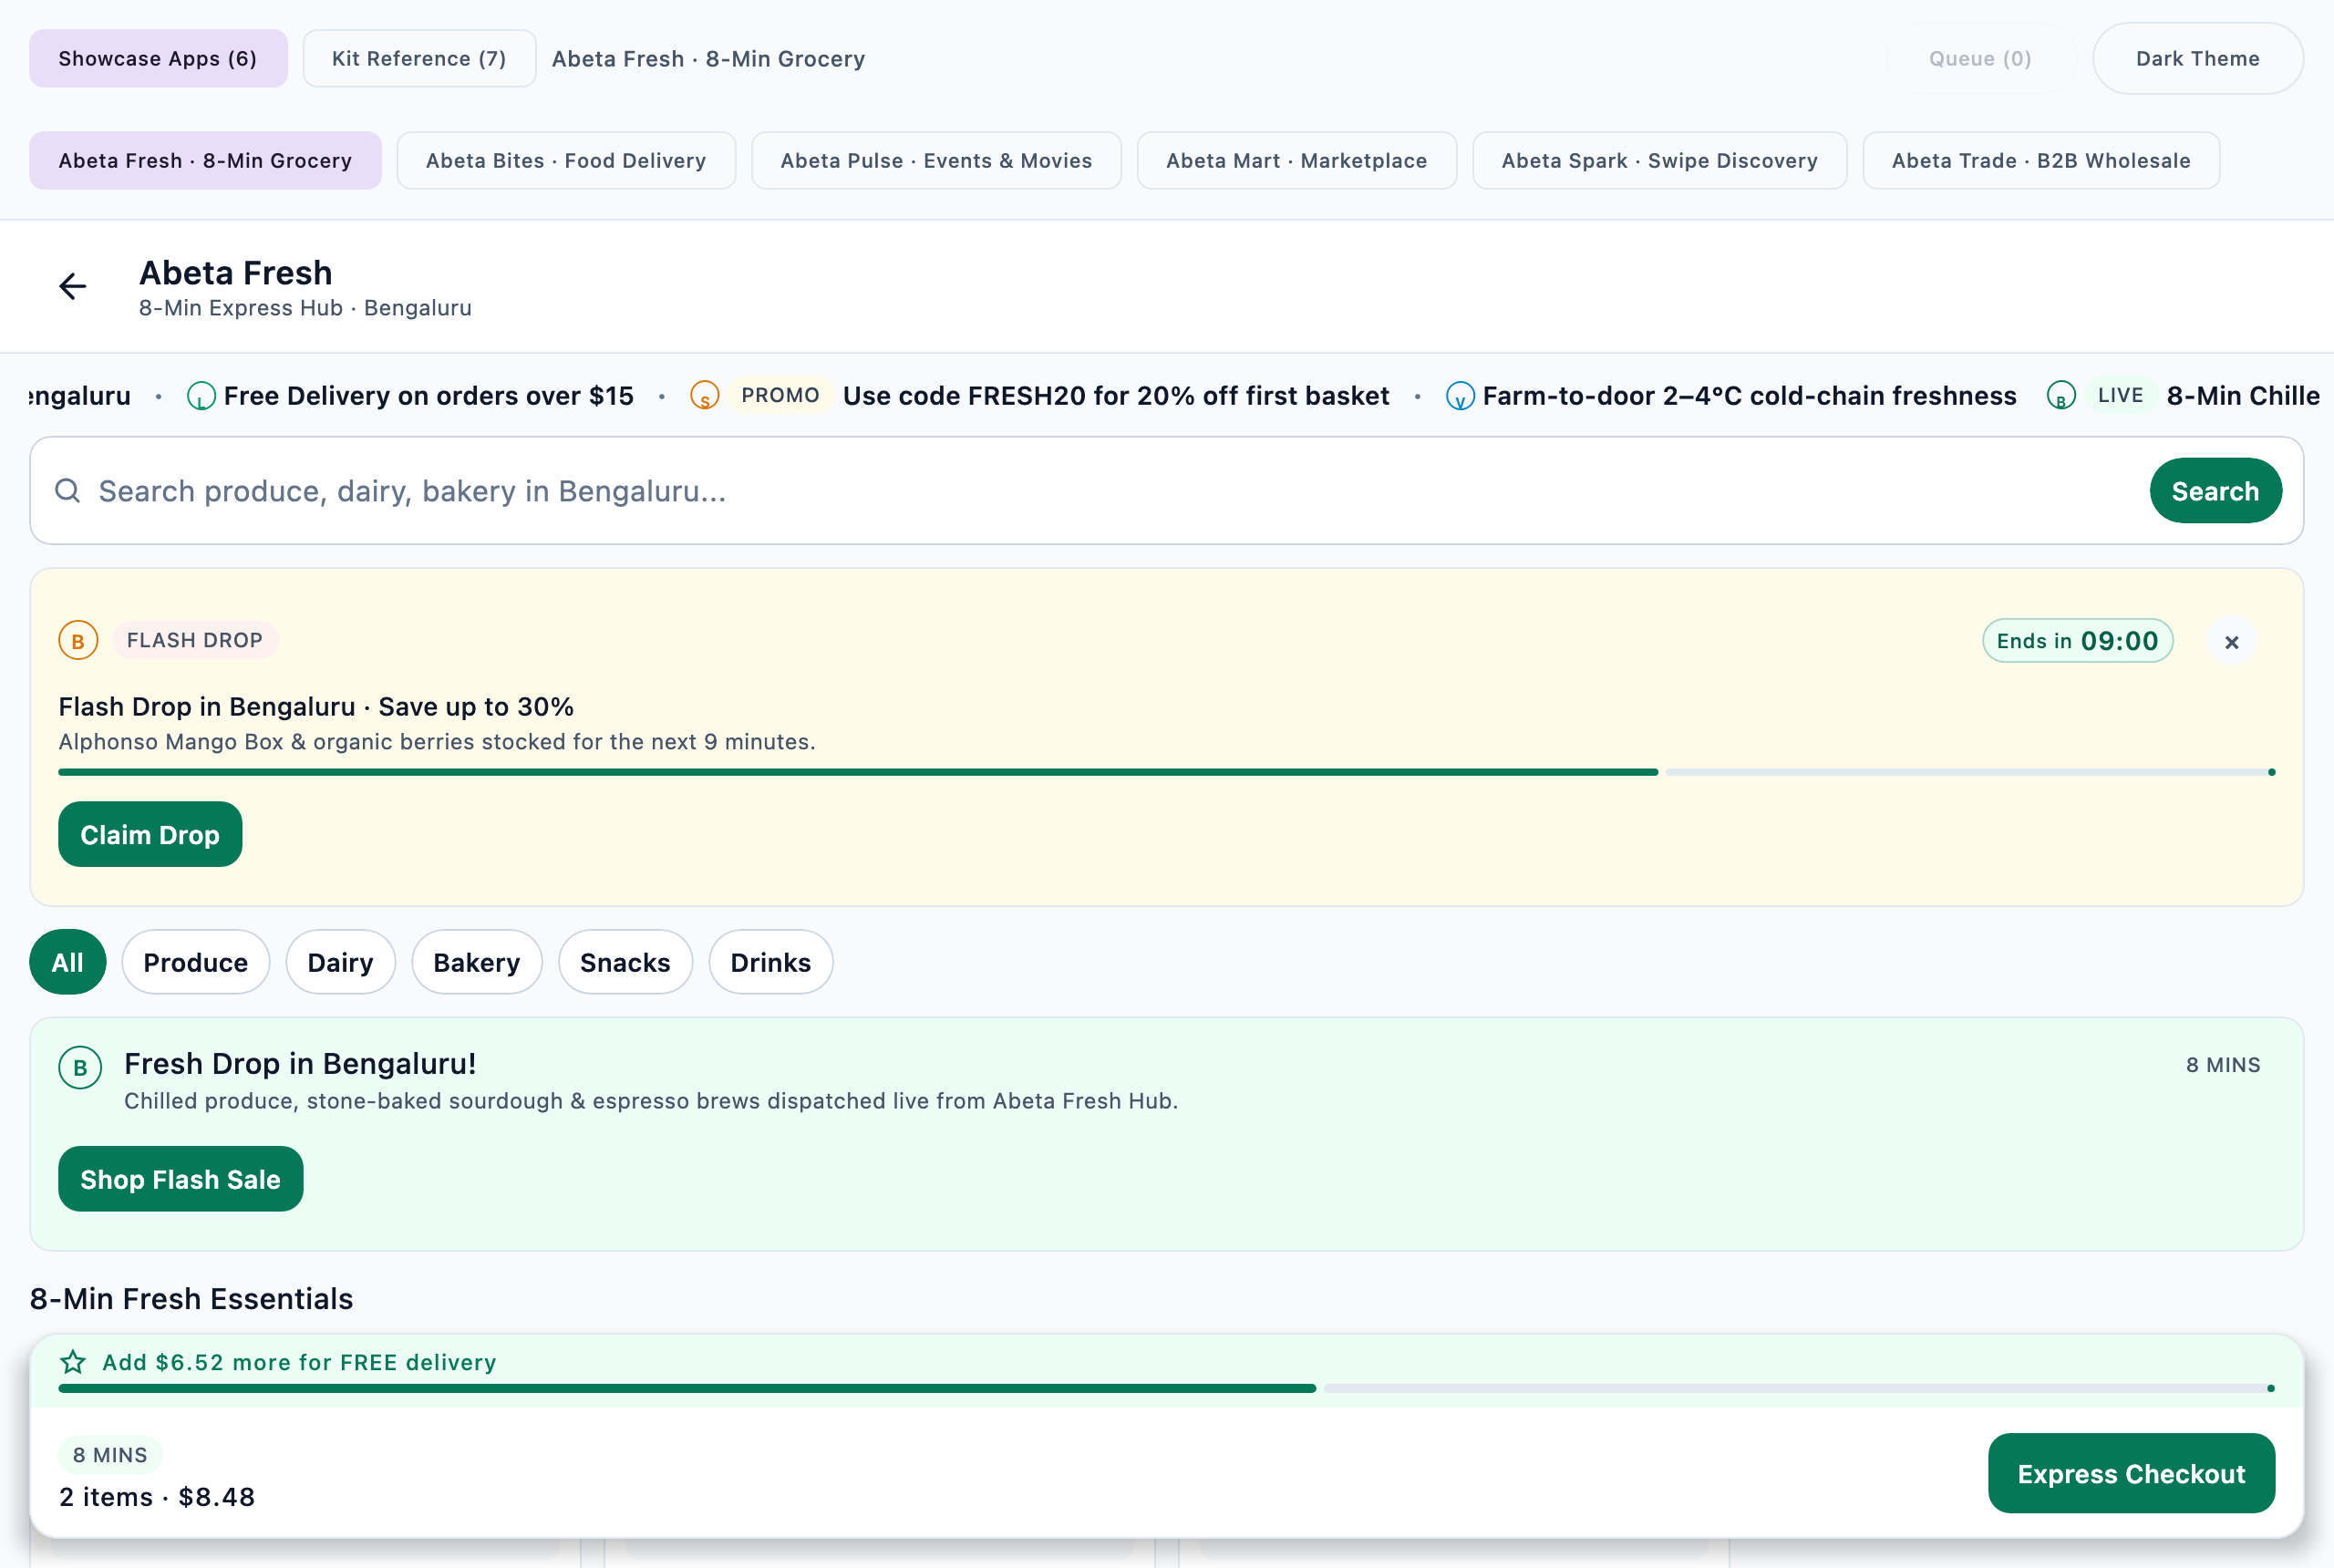 Showcase Apps (6) Kit Reference (7) Abeta Fresh · 8-Min Grocery Queue (0) Dark Theme
Abeta Fresh · 8-Min Grocery Abeta Bites · Food Delivery Abeta Pulse · Events & Movies Abeta Mart · Marketplace Abeta Spark · Swipe Discovery Abeta Trade · B2B Wholesale
Abeta Fresh
8-Min Express Hub · Bengaluru
engaluru · L Free Delivery on orders over $15 · S PROMO Use code FRESH20 for 20% off first basket · V Farm-to-door 2–4°C cold-chain freshness B LIVE 8-Min Chille
Search produce, dairy, bakery in Bengaluru... Search
B FLASH DROP Ends in 09:00 ×
Flash Drop in Bengaluru · Save up to 30%
Alphonso Mango Box & organic berries stocked for the next 9 minutes.
Claim Drop
All Produce Dairy Bakery Snacks Drinks
B Fresh Drop in Bengaluru! 8 MINS
Chilled produce, stone-baked sourdough & espresso brews dispatched live from Abeta Fresh Hub.
Shop Flash Sale
8-Min Fresh Essentials
Add $6.52 more for FREE delivery
8 MINS
2 items · $8.48
Express Checkout